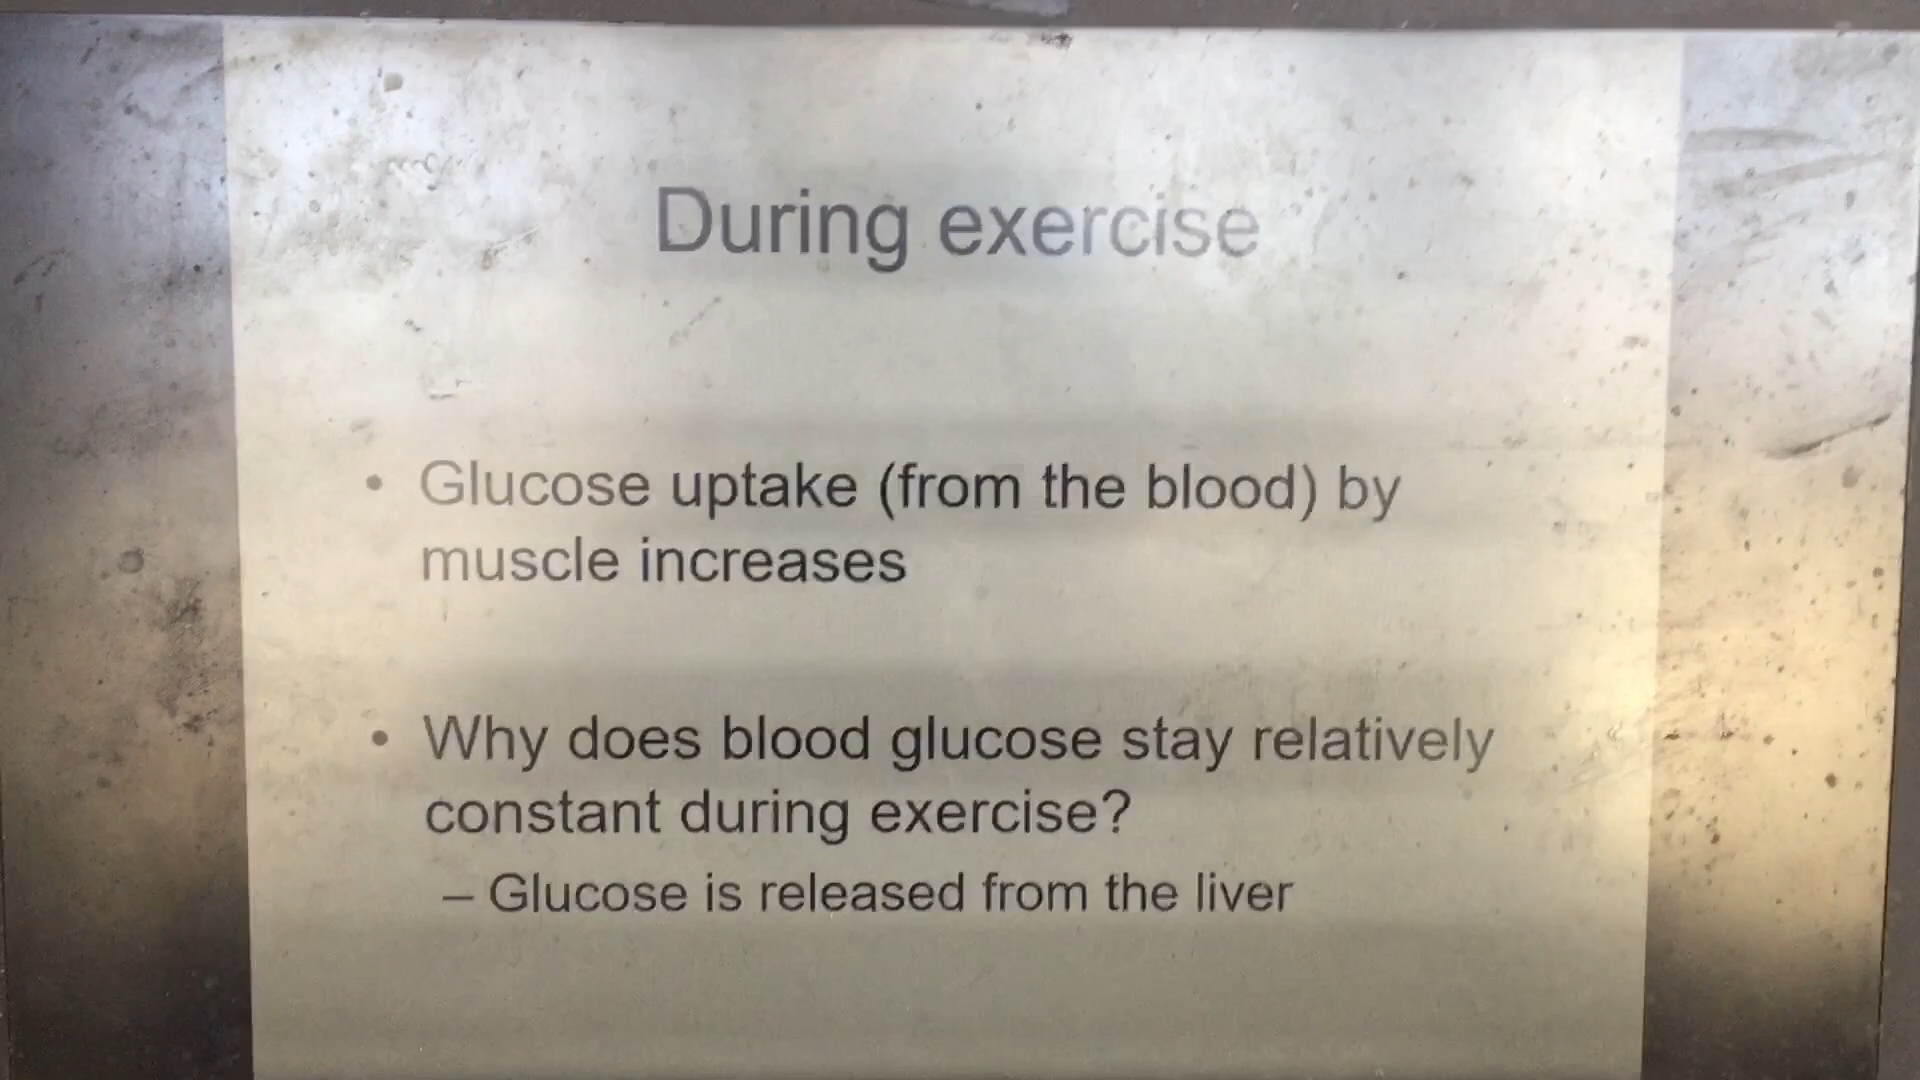 During exercise
• Glucose uptake (from the blood) by
muscle increases
• Why does blood glucose stay relatively
constant during exercise?
– Glucose is released from the liver